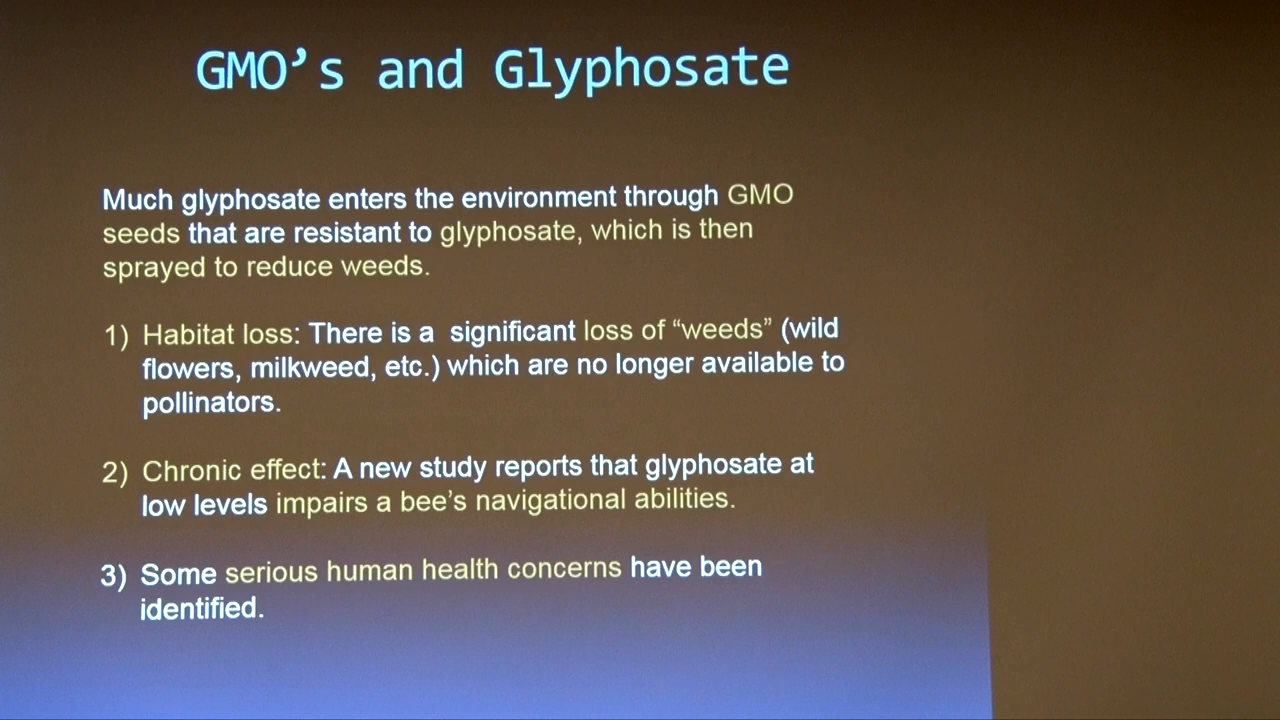 GMO’s and Glyphosate
Much glyphosate enters the environment through GMO
seeds that are resistant to glyphosate, which is then
sprayed to reduce weeds.
1) Habitat loss: There is a  significant loss of “weeds” (wild
flowers, milkweed, etc.) which are no longer available to
pollinators.
2) Chronic effect: A new study reports that glyphosate at
low levels impairs a bee’s navigational abilities.
3) Some serious human health concerns have been
identified.